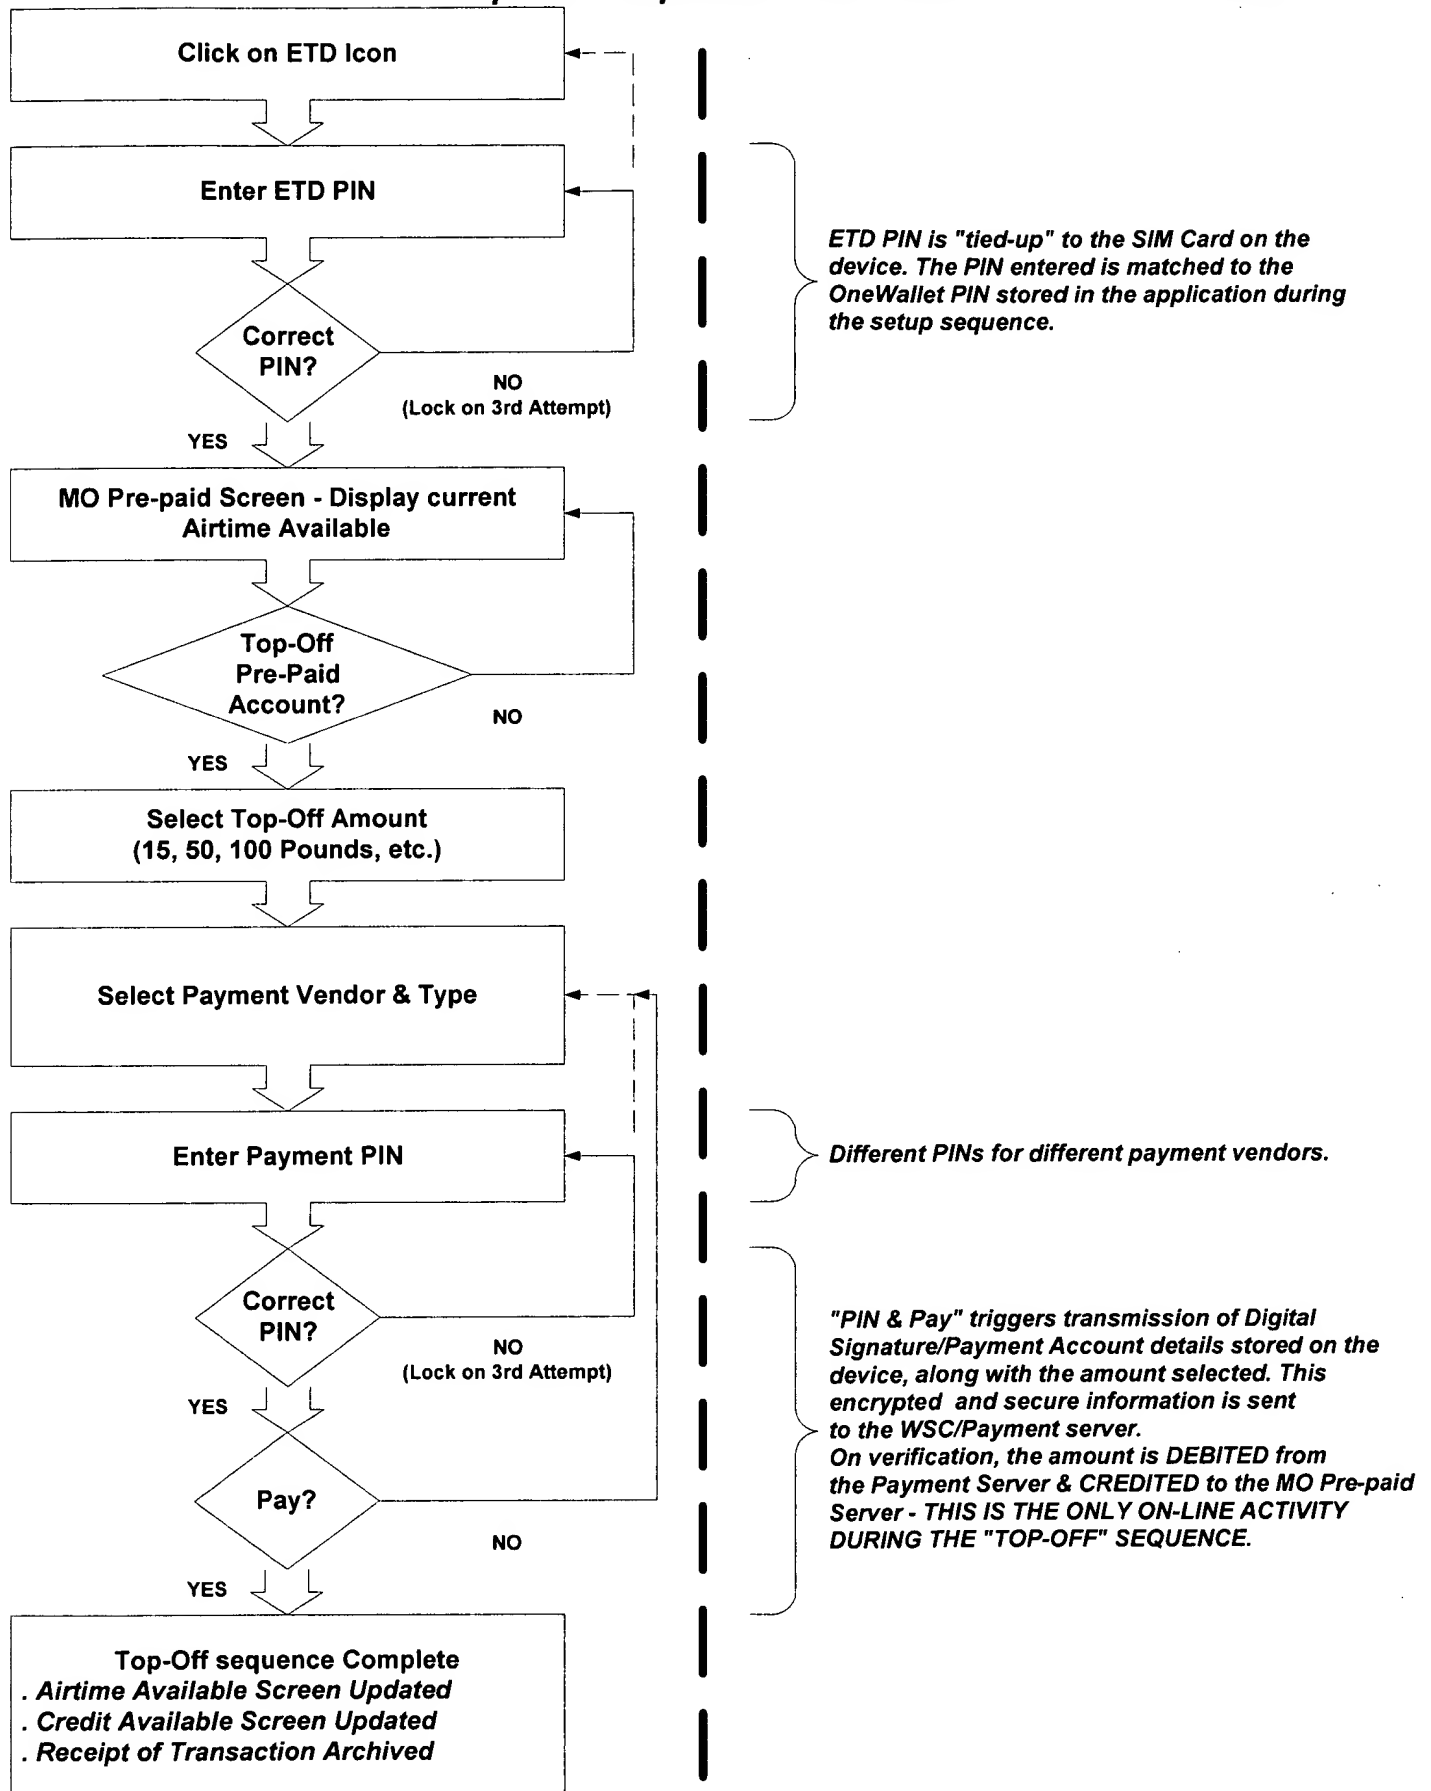 Click on ETD Icon
Enter ETD PIN
ETD PIN is "tied-up" to the SIM Card on the
device. The PIN entered is matched to the
OneWallet PIN stored in the application during
the setup sequence.
Correct
PIN?
NO
(Lock on 3rd Attempt)
YES
MO Pre-paid Screen - Display current
Airtime Available
Top-Off
Pre-Paid
Account?
NO
YES
Select Top-Off Amount
(15, 50, 100 Pounds, etc.)
Select Payment Vendor & Type
Enter Payment PIN
Different PINs for different payment vendors.
Correct
PIN?
NO
(Lock on 3rd Attempt)
YES
"PIN & Pay" triggers transmission of Digital
Signature/Payment Account details stored on the
device, along with the amount selected. This
encrypted and secure information is sent
to the WSC/Payment server.
On verification, the amount is DEBITED from
the Payment Server & CREDITED to the MO Pre-paid
Server - THIS IS THE ONLY ON-LINE ACTIVITY
DURING THE "TOP-OFF" SEQUENCE.
Pay?
NO
YES
Top-Off sequence Complete
. Airtime Available Screen Updated
. Credit Available Screen Updated
. Receipt of Transaction Archived